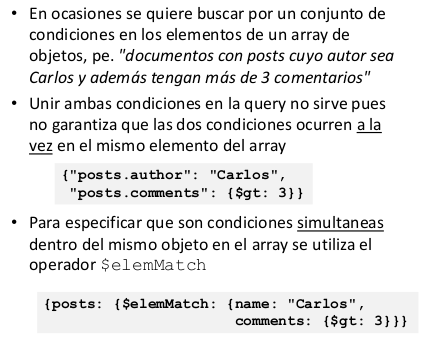 • En ocasiones se quiere buscar por un conjunto de
condiciones en los elementos de un array de
objetos, pe. "documentos con posts cuyo autor sea
Carlos y además tengan más de 3 comentarios"
• Unir ambas condiciones en la query no sirve pues
no garantiza que las dos condiciones ocurren a la
vez en el mismo elemento del array
{"posts.author": "Carlos",
"posts.comments": {$gt: 3}}
• Para especificar que son condiciones simultaneas
dentro del mismo objeto en el array se utiliza el
operador $elemMatch
{posts: {$elemMatch: {name: "Carlos",
comments: {$gt: 3}}}